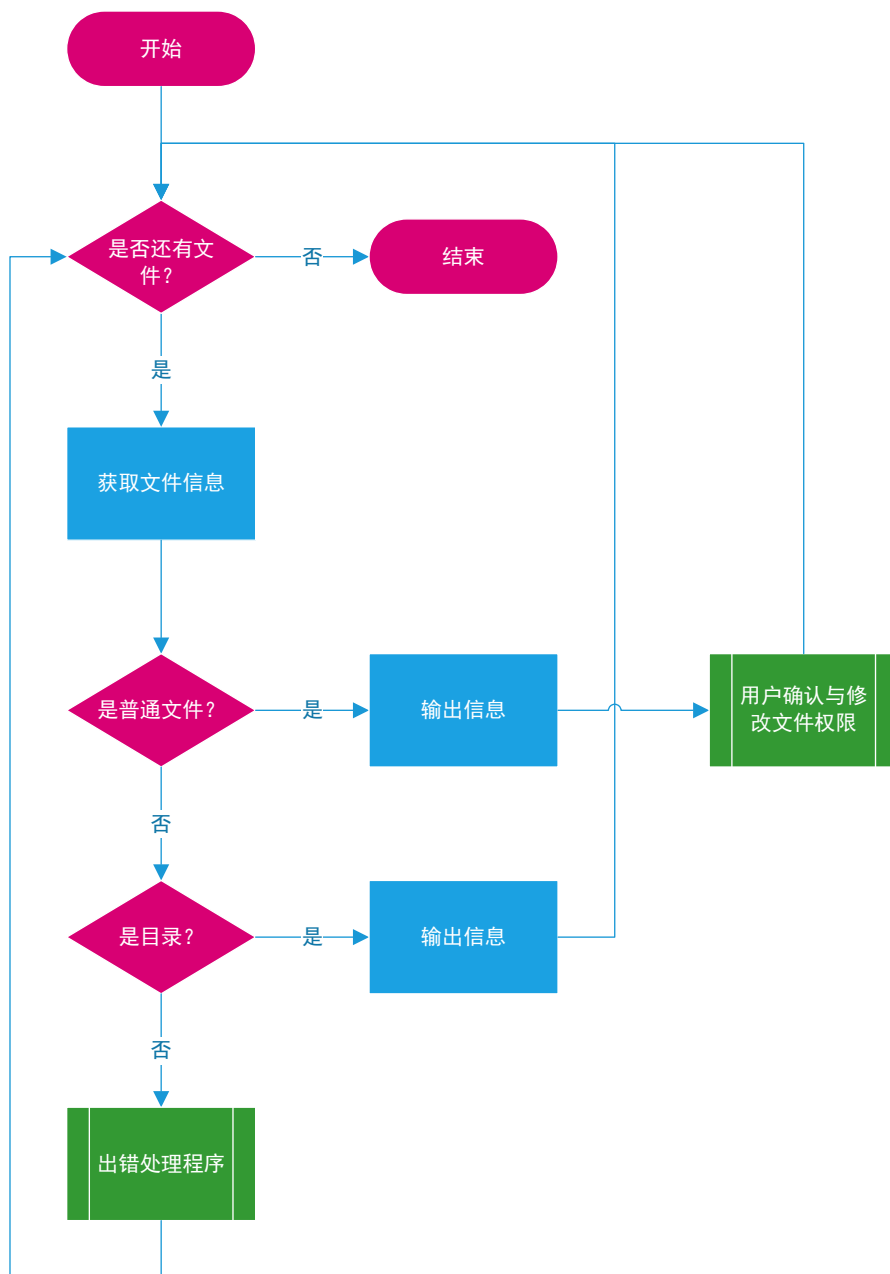 开始
是否还有文
件？
否
结束
是
获取文件信息
是普通文件？
是
输出信息
用户确认与修
改文件权限
否
是目录？
是
输出信息
否
出错处理程序